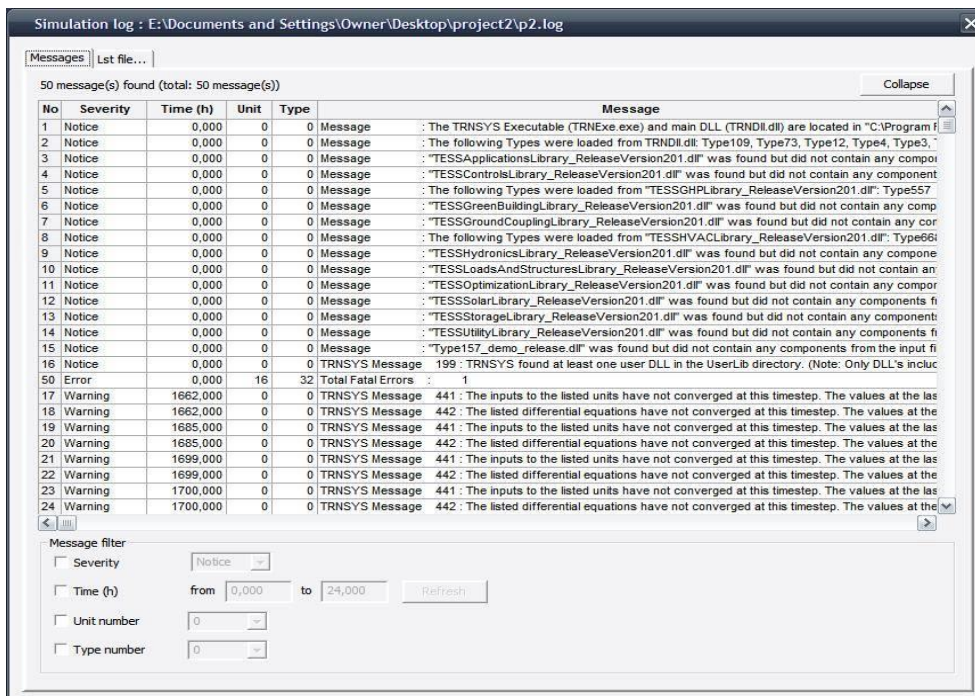 Simulation log : E:\Documents and Settings\Owner\Desktop\project2\p2.log
Messages Lst file...
50 message(s) found (total: 50 message(s)) Collapse
No Severity Time (h) Unit Type Message
1 Notice 0,000 0 0 Message : The TRNSYS Executable (TRNExe.exe) and main DLL (TRNDll.dll) are located in "C:\Program
2 Notice 0,000 0 0 Message : The following Types were loaded from TRNDll.dll: Type109, Type73, Type12, Type4, Type3,
3 Notice 0,000 0 0 Message : "TESSApplicationsLibrary_ReleaseVersion201.dll" was found but did not contain any compo
4 Notice 0,000 0 0 Message : "TESSControlsLibrary_ReleaseVersion201.dll" was found but did not contain any component
5 Notice 0,000 0 0 Message : The following Types were loaded from "TESSGHPLibrary_ReleaseVersion201.dll": Type557
6 Notice 0,000 0 0 Message : "TESSGreenBuildingLibrary_ReleaseVersion201.dll" was found but did not contain any comp
7 Notice 0,000 0 0 Message : "TESSGroundCouplingLibrary_ReleaseVersion201.dll" was found but did not contain any cor
8 Notice 0,000 0 0 Message : The following Types were loaded from "TESSHVACLibrary_ReleaseVersion201.dll": Type66
9 Notice 0,000 0 0 Message : "TESSHydronicsLibrary_ReleaseVersion201.dll" was found but did not contain any compone
10 Notice 0,000 0 0 Message : "TESSLoadsAndStructuresLibrary_ReleaseVersion201.dll" was found but did not contain an
11 Notice 0,000 0 0 Message : "TESSOptimizationLibrary_ReleaseVersion201.dll" was found but did not contain any compor
12 Notice 0,000 0 0 Message : "TESSSolarLibrary_ReleaseVersion201.dll" was found but did not contain any components fr
13 Notice 0,000 0 0 Message : "TESSStorageLibrary_ReleaseVersion201.dll" was found but did not contain any component
14 Notice 0,000 0 0 Message : "TESSUtilityLibrary_ReleaseVersion201.dll" was found but did not contain any components fr
15 Notice 0,000 0 0 Message : "Type157_demo_release.dll" was found but did not contain any components from the input fi
16 Notice 0,000 0 0 TRNSYS Message 199 : TRNSYS found at least one user DLL in the UserLib directory. (Note: Only DLL's incluc
50 Error 0,000 16 32 Total Fatal Errors : 1
17 Warning 1662,000 0 0 TRNSYS Message 441 : The inputs to the listed units have not converged at this timestep. The values at the las
18 Warning 1662,000 0 0 TRNSYS Message 442 : The listed differential equations have not converged at this timestep. The values at the
19 Warning 1685,000 0 0 TRNSYS Message 441 : The inputs to the listed units have not converged at this timestep. The values at the las
20 Warning 1685,000 0 0 TRNSYS Message 442 : The listed differential equations have not converged at this timestep. The values at the
21 Warning 1699,000 0 0 TRNSYS Message 441 : The inputs to the listed units have not converged at this timestep. The values at the las
22 Warning 1699,000 0 0 TRNSYS Message 442 : The listed differential equations have not converged at this timestep. The values at the
23 Warning 1700,000 0 0 TRNSYS Message 441 : The inputs to the listed units have not converged at this timestep. The values at the las
24 Warning 1700,000 0 0 TRNSYS Message 442 : The listed differential equations have not converged at this timestep. The values at the
Message filter
Severity Notice
Time (h) from 0,000 to 24,000 Refresh
Unit number 0
Type number 0